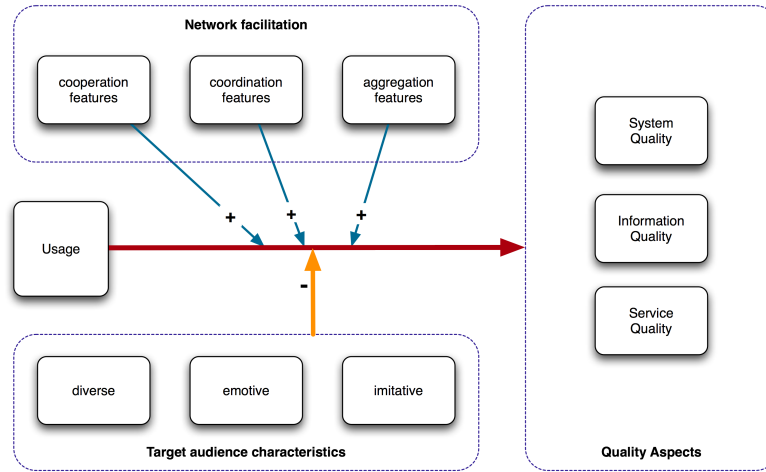 Network facilitation
cooperation
features
coordination
features
aggregation
features
System
Quality
+
+
+
Usage
Information
Quality
-
Service
Quality
diverse
emotive
imitative
Target audience characteristics
Quality Aspects